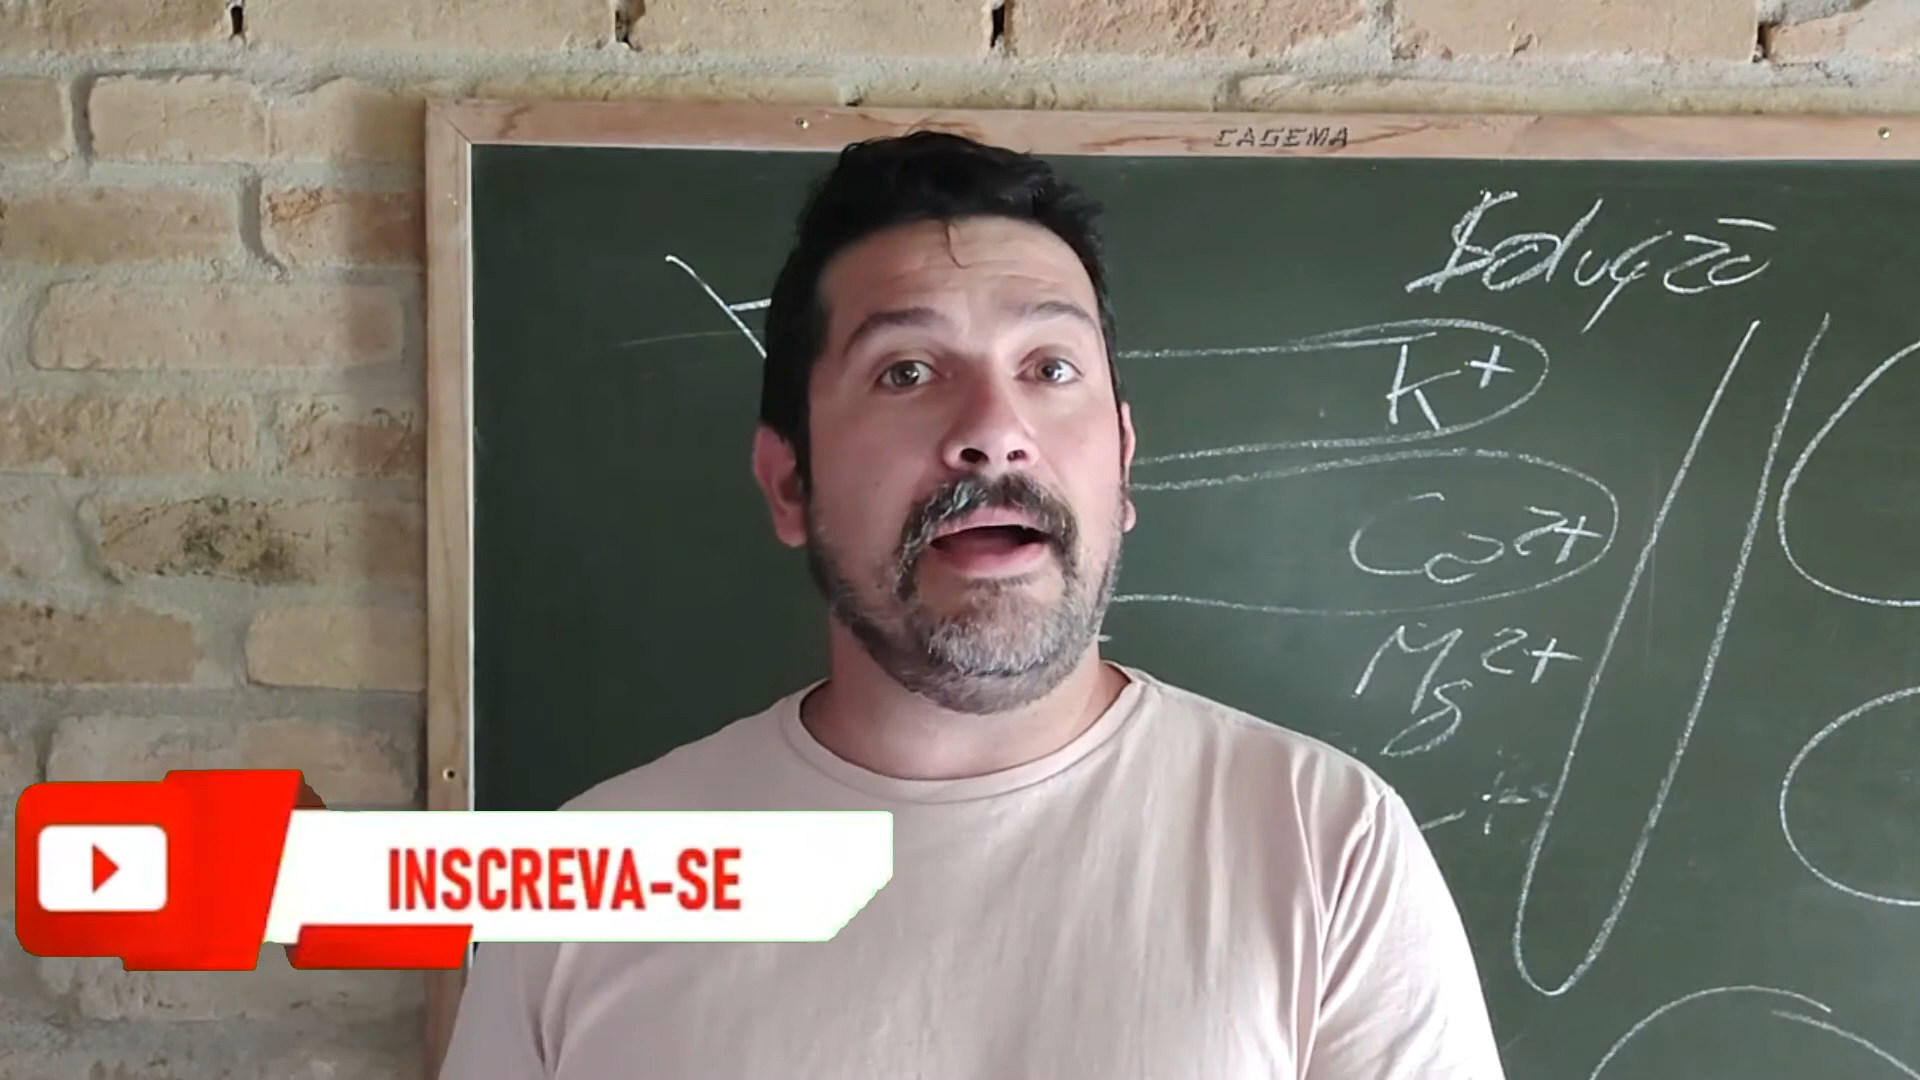 CAGEMA
Solução
K+
Ca2+
Mg2+
INSCREVA-SE